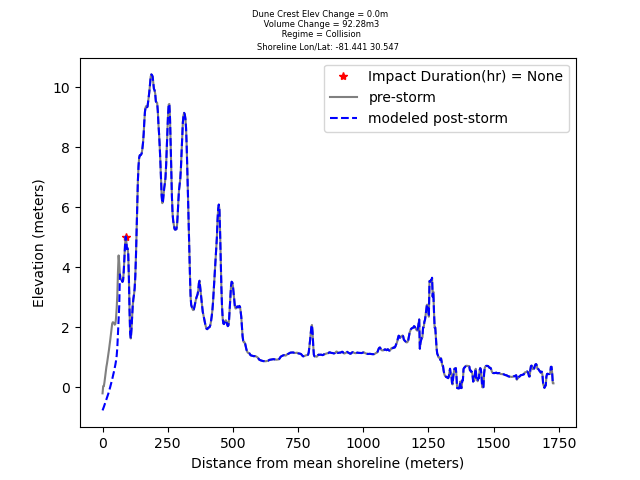 Dune Crest Elev Change = 0.0m
Volume Change = 92.28m3
Regime = Collision
Shoreline Lon/Lat: -81.441 30.547
Impact Duration(hr) = None
pre-storm
modeled post-storm
10
8
6
4
2
0
Elevation (meters)
0 250 500 750 1000 1250 1500 1750
Distance from mean shoreline (meters)